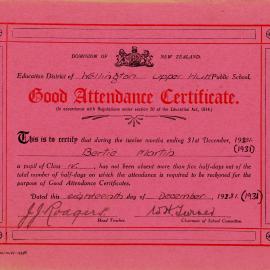 DOMINION OF NEW ZEALAND.
Education District of Wellington Upper Hutt Public School.
Good Attendance Certificate.
(In accordance with Regulations under section 59 of the Education Act, 1914.)
This is to certify that during the twelve months ending 31st December, 1931
(1931)
Bertie Martin
a pupil of Class IV has not been absent more than five half-days out of the
total number of half-days on which the attendance is required to be reckoned for the
purpose of Good Attendance Certificates.
Dated this eighteenth day of December 1931. (1931)
J.J. Rodgers
Head Teacher.
Chairman of School Committee.